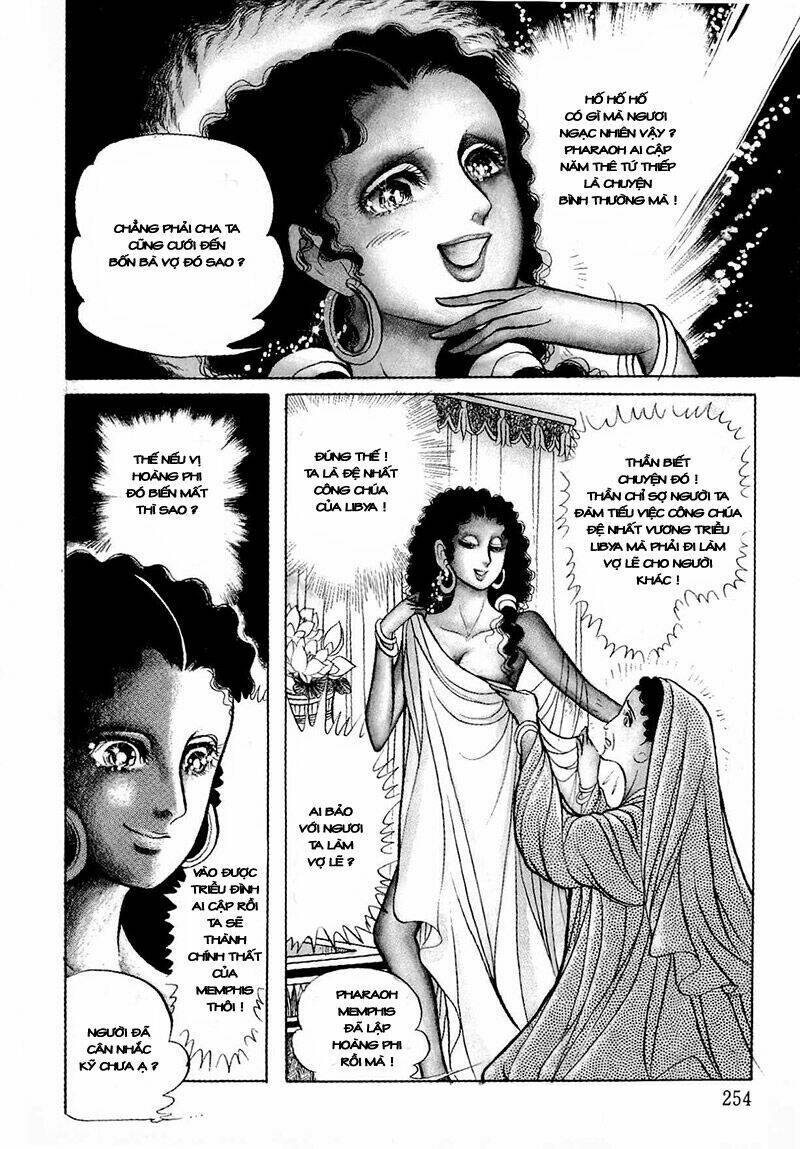 HỐ HỐ HỐ
CÓ GÌ MÀ NGƯƠI
NGẠC NHIÊN VẬY ?
PHARAOH AI CẬP
NĂM THÊ TỨ THIẾP
LÀ CHUYỆN
BÌNH THƯỜNG MÀ !
CHẲNG PHẢI CHA TA
CŨNG CƯỚI ĐẾN
BỐN BÀ VỢ ĐÓ SAO ?
THẦN BIẾT
CHUYỆN ĐÓ !
THẦN CHỈ SỢ NGƯỜI TA
ĐÀM TIẾU VIỆC CÔNG CHÚA
ĐỆ NHẤT VƯƠNG TRIỀU
LIBYA MÀ PHẢI ĐI LÀM
VỢ LẼ CHO NGƯỜI
KHÁC !
ĐÚNG THẾ !
TA LÀ ĐỆ NHẤT
CÔNG CHÚA
CỦA LIBYA !
AI BẢO
VỚI NGƯƠI
TA LÀM
VỢ LẼ ?
PHARAOH
MEMPHIS
ĐÃ LẬP
HOÀNG PHI
RỒI MÀ !
THẾ NẾU VỊ
HOÀNG PHI
ĐÓ BIẾN MẤT
THÌ SAO ?
VÀO ĐƯỢC
TRIỀU ĐÌNH
AI CẬP RỒI
TA SẼ
THÀNH
CHÍNH THẤT
CỦA
MEMPHIS
THÔI !
NGƯỜI ĐÃ
CÂN NHẮC
KỸ CHƯA Ạ ?
254